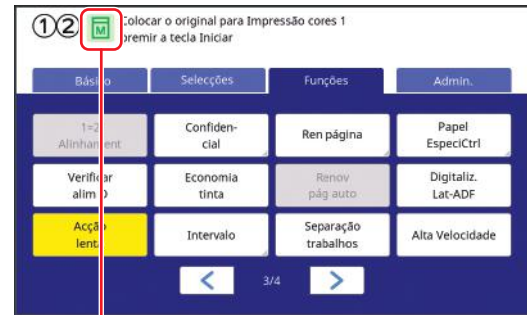 ①② M Colocar o original para Impressão cores 1
premir a tecla Iniciar
Básico
Selecções
Funções
Admin.
1=2
Alinhament
Confiden-
cial
Ren página
Papel
EspeciCtrl
Verificar
alim D
Economia
tinta
Renov
pág auto
Digitaliz.
Lat-ADF
Acção
lenta
Intervalo
Separação
trabalhos
Alta Velocidade
< 3/4 >